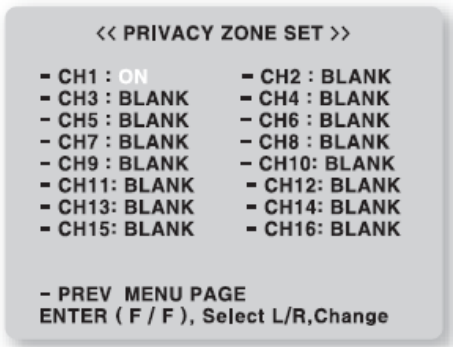 << PRIVACY ZONE SET >>
- CH1 : ON - CH2 : BLANK
- CH3 : BLANK - CH4 : BLANK
- CH5 : BLANK - CH6 : BLANK
- CH7 : BLANK - CH8 : BLANK
- CH9 : BLANK - CH10: BLANK
- CH11: BLANK - CH12: BLANK
- CH13: BLANK - CH14: BLANK
- CH15: BLANK - CH16: BLANK
- PREV MENU PAGE
ENTER ( F / F ), Select L/R,Change